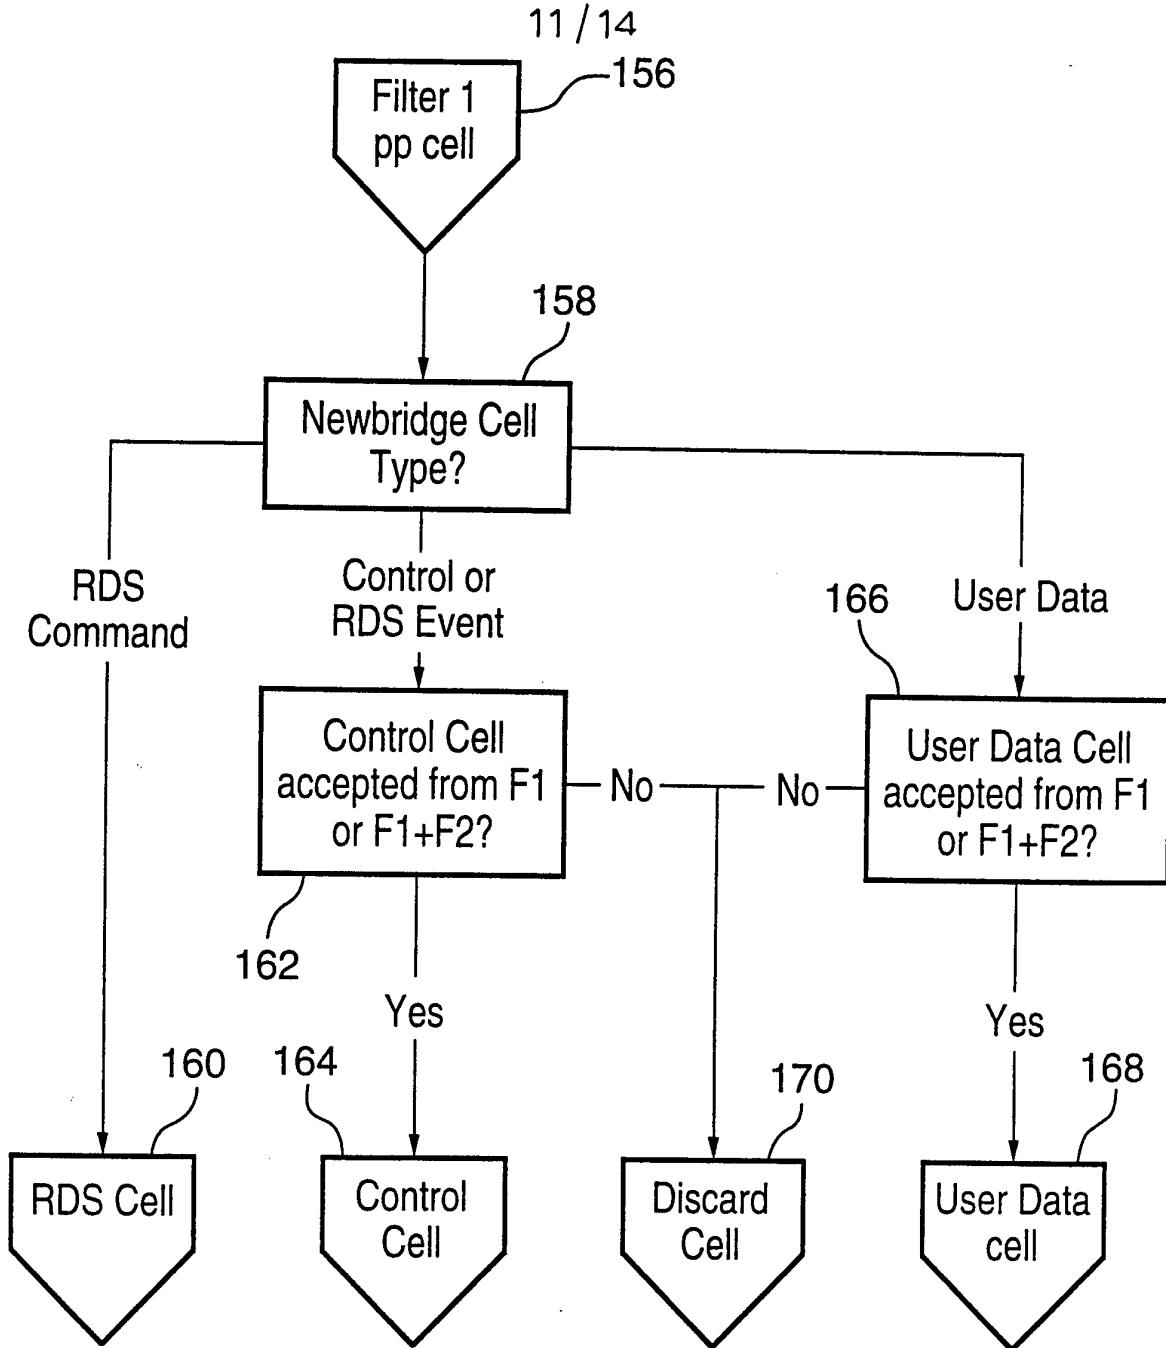 11 / 14
Filter 1
pp cell
156
158
Newbridge Cell
Type?
RDS
Command
Control or
RDS Event
User Data
166
Control Cell
accepted from F1
or F1+F2?
No
No
User Data Cell
accepted from F1
or F1+F2?
162
Yes
Yes
160
164
170
168
RDS Cell
Control
Cell
Discard
Cell
User Data
cell